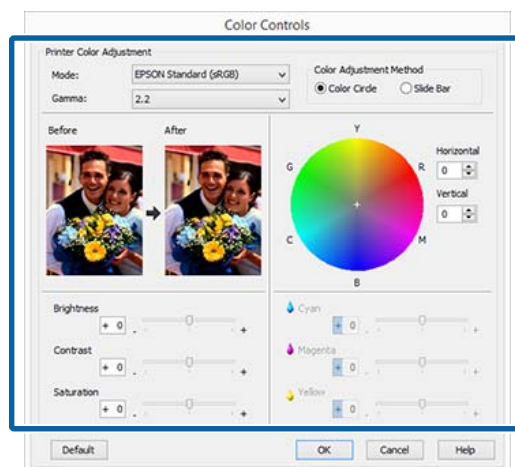 Color Controls
Printer Color Adjustment
Mode: EPSON Standard (sRGB)
Gamma: 2.2
Color Adjustment Method
Color Circle Slide Bar
Before After
Y
G R
C M
B
Horizontal
0
Vertical
0
Brightness
+ 0 - +
Contrast
+ 0 - +
Saturation
+ 0 - +
Cyan
+ 0 - +
Magenta
+ 0 - +
Yellow
+ 0 - +
Default OK Cancel Help